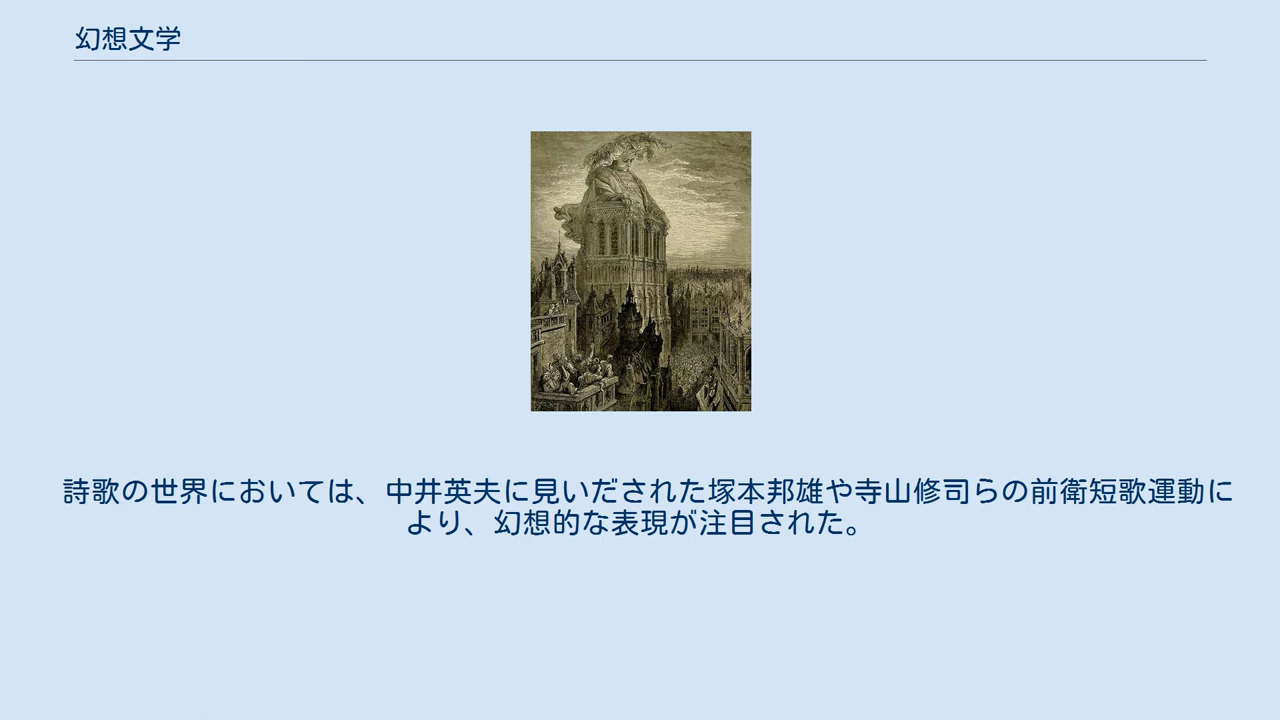 幻想文学
詩歌の世界においては、中井英夫に見いだされた塚本邦雄や寺山修司らの前衛短歌運動に
より、幻想的な表現が注目された。